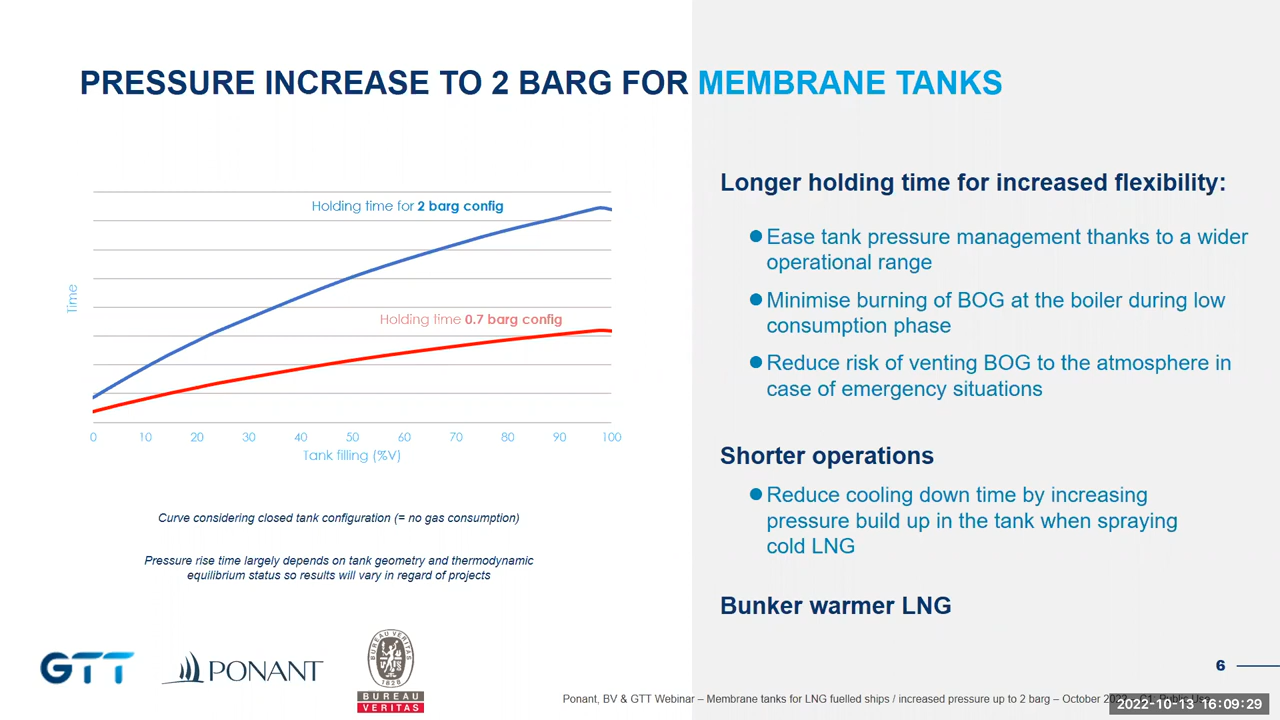 PRESSURE INCREASE TO 2 BARG FOR MEMBRANE TANKS
Holding time for 2 barg config
Holding time 0.7 barg config
Time
0 10 20 30 40 50 60 70 80 90 100
Tank filling (%V)
Curve considering closed tank configuration (= no gas consumption)
Pressure rise time largely depends on tank geometry and thermodynamic
equilibrium status so results will vary in regard of projects
Longer holding time for increased flexibility:
Ease tank pressure management thanks to a wider
operational range
Minimise burning of BOG at the boiler during low
consumption phase
Reduce risk of venting BOG to the atmosphere in
case of emergency situations
Shorter operations
Reduce cooling down time by increasing
pressure build up in the tank when spraying
cold LNG
Bunker warmer LNG
GTT
PONANT
BUREAU VERITAS
1828
BUREAU
VERITAS
6
Ponant, BV & GTT Webinar – Membrane tanks for LNG fuelled ships / increased pressure up to 2 barg – October
2022-10-13 16:09:29